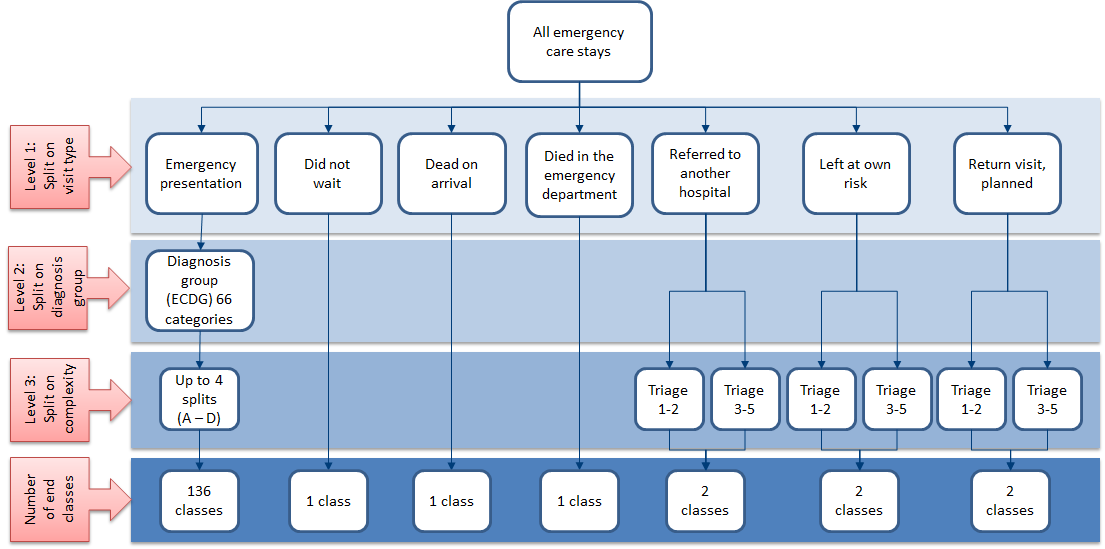 All emergency
care stays
Level 1:
Split on
visit type
Emergency
presentation
Did not
wait
Dead on
arrival
Died in the
emergency
department
Referred to
another
hospital
Left at own
risk
Return visit,
planned
Level 2:
Split on
diagnosis
group
Diagnosis
group
(ECDG) 66
categories
Level 3:
Split on
complexity
Up to 4
splits
(A – D)
Triage
1-2
Triage
3-5
Triage
1-2
Triage
3-5
Triage
1-2
Triage
3-5
Number
of end
classes
136
classes
1 class
1 class
1 class
2
classes
2
classes
2
classes